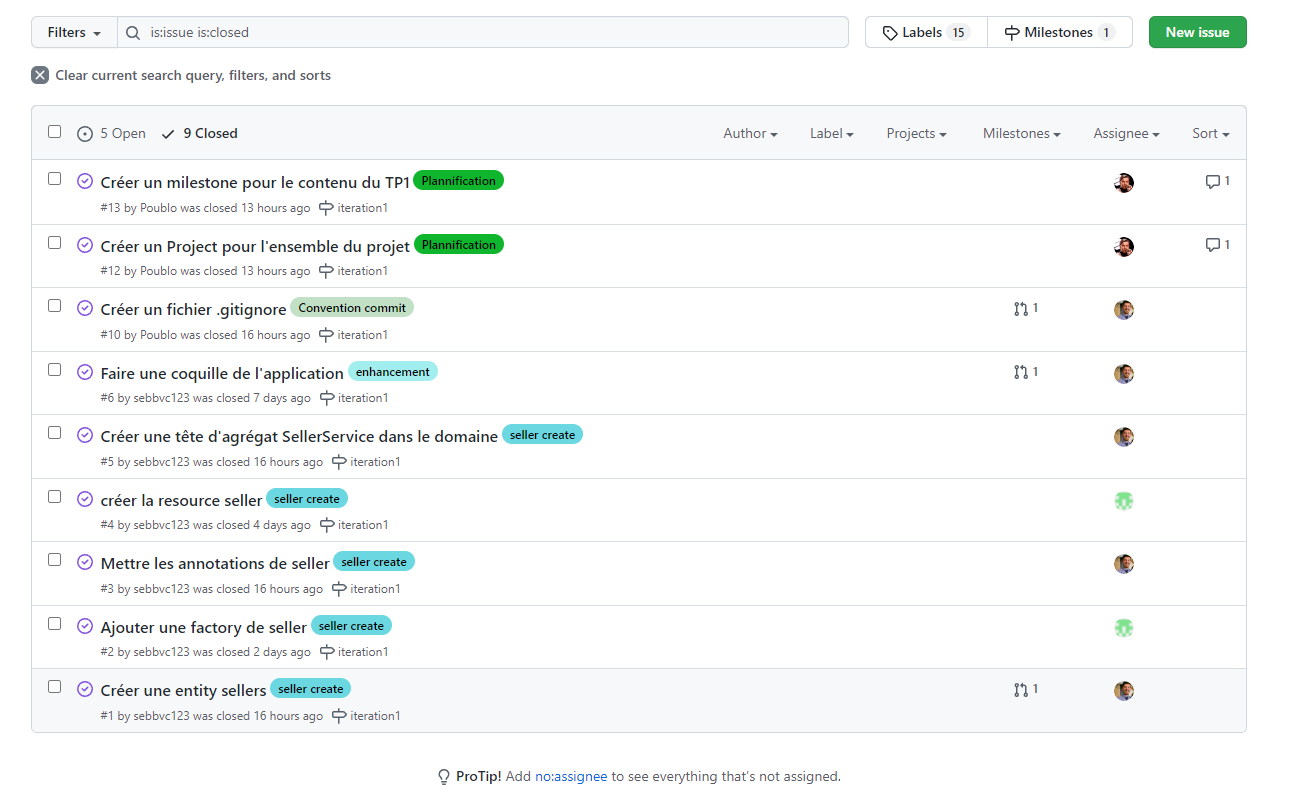 Filters is:issue is:closed Labels 15 Milestones 1 New issue
Clear current search query, filters, and sorts
5 Open 9 Closed Author Label Projects Milestones Assignee Sort
Créer un milestone pour le contenu du TP1 Plannification 1
#13 by Poublo was closed 13 hours ago iteration1
Créer un Project pour l'ensemble du projet Plannification 1
#12 by Poublo was closed 13 hours ago iteration1
Créer un fichier .gitignore Convention commit 1
#10 by Poublo was closed 16 hours ago iteration1
Faire une coquille de l'application enhancement 1
#6 by sebbvc123 was closed 7 days ago iteration1
Créer une tête d'agrégat SellerService dans le domaine seller create
#5 by sebbvc123 was closed 16 hours ago iteration1
créer la resource seller seller create
#4 by sebbvc123 was closed 4 days ago iteration1
Mettre les annotations de seller seller create
#3 by sebbvc123 was closed 16 hours ago iteration1
Ajouter une factory de seller seller create
#2 by sebbvc123 was closed 2 days ago iteration1
Créer une entity sellers seller create 1
#1 by sebbvc123 was closed 16 hours ago iteration1
ProTip! Add no:assignee to see everything that's not assigned.